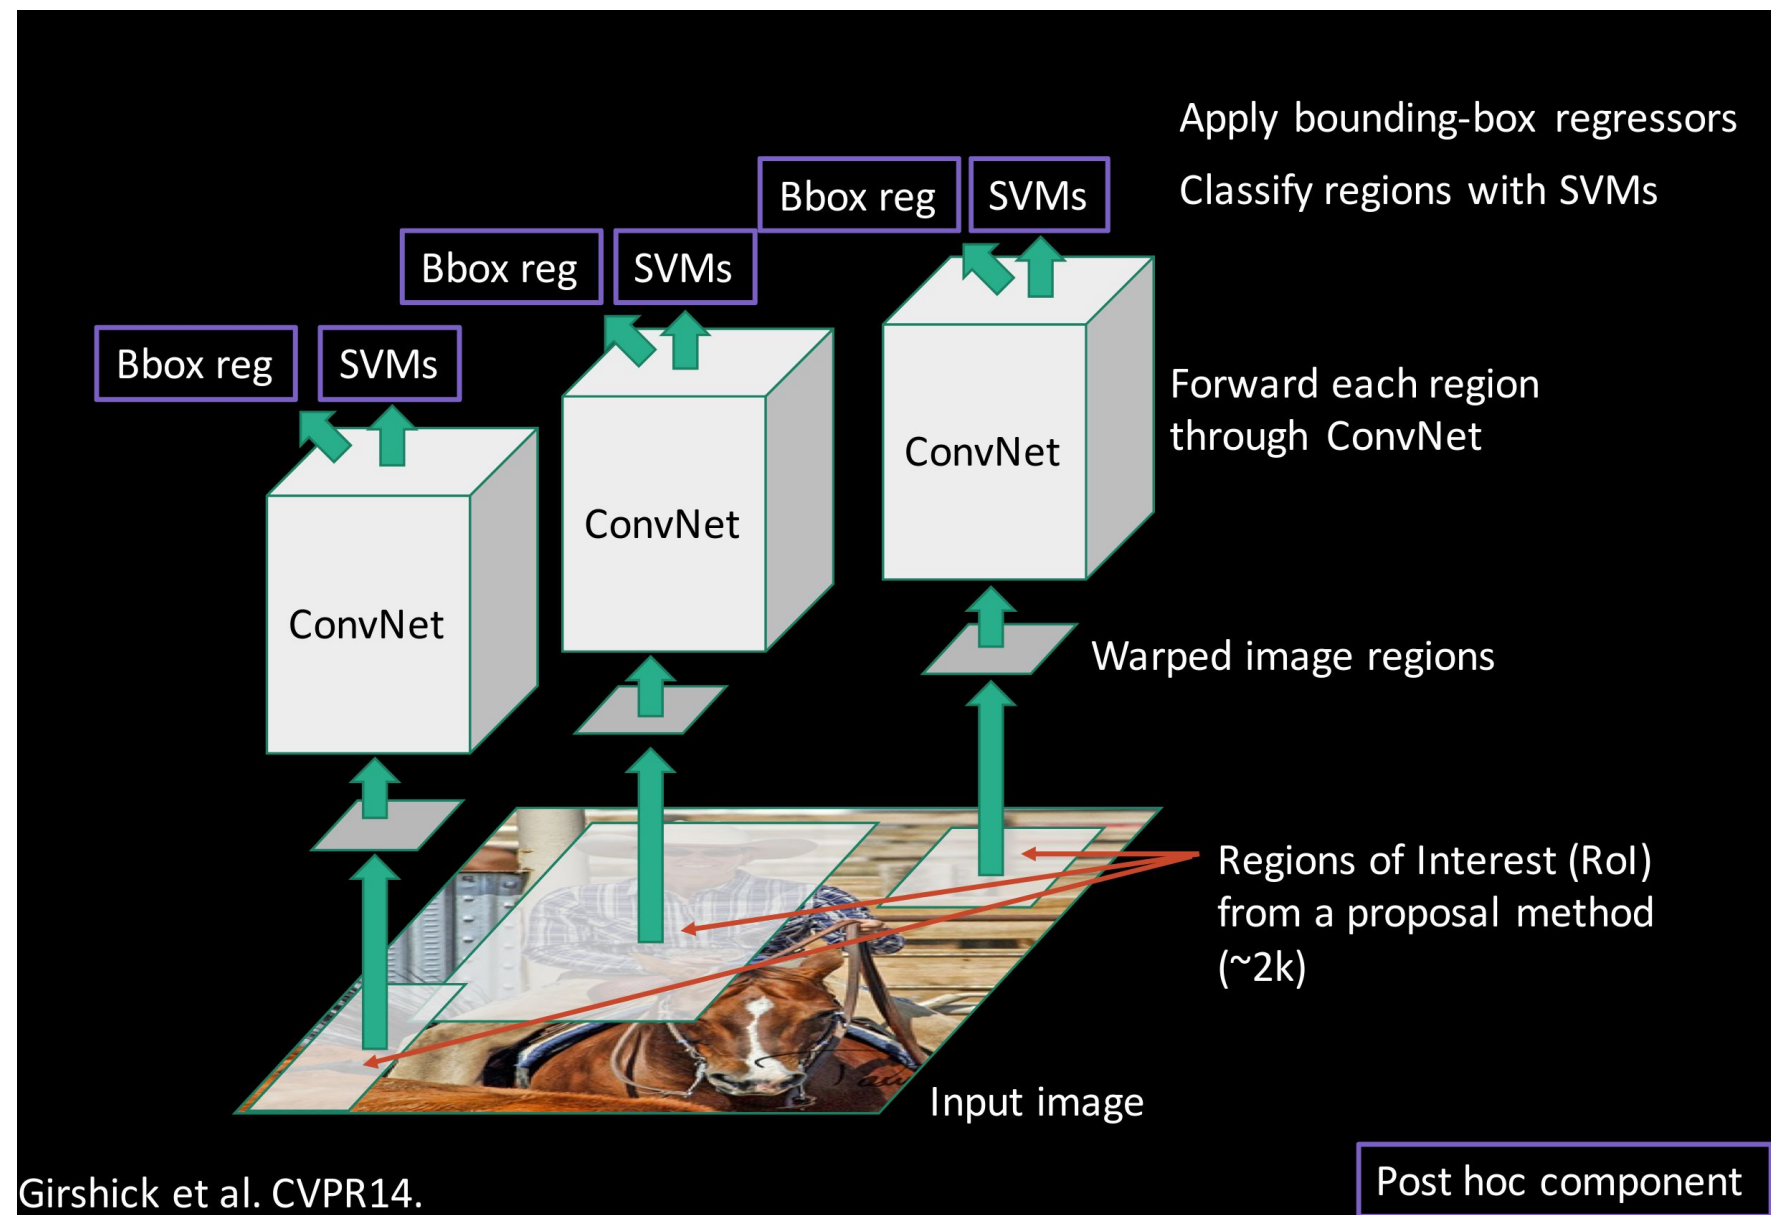 Apply bounding-box regressors
Bbox reg
SVMs
Classify regions with SVMs
Bbox reg
SVMs
Bbox reg
SVMs
Forward each region
through ConvNet
ConvNet
ConvNet
ConvNet
Warped image regions
Regions of Interest (RoI)
from a proposal method
(~2k)
Input image
Post hoc component
Girshick et al. CVPR14.